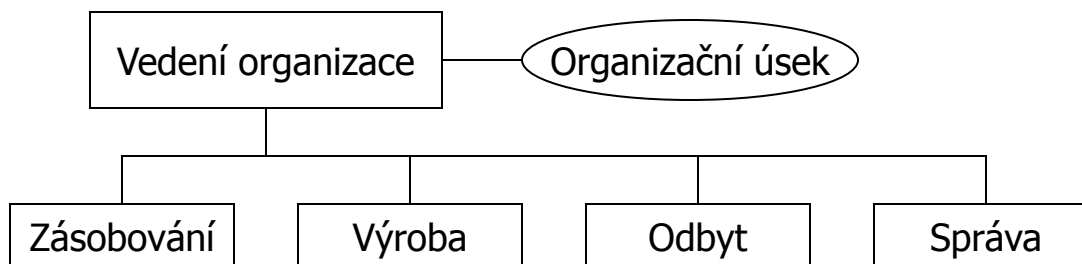 Vedení organizace
Organizační úsek
Zásobování
Výroba
Odbyt
Správa